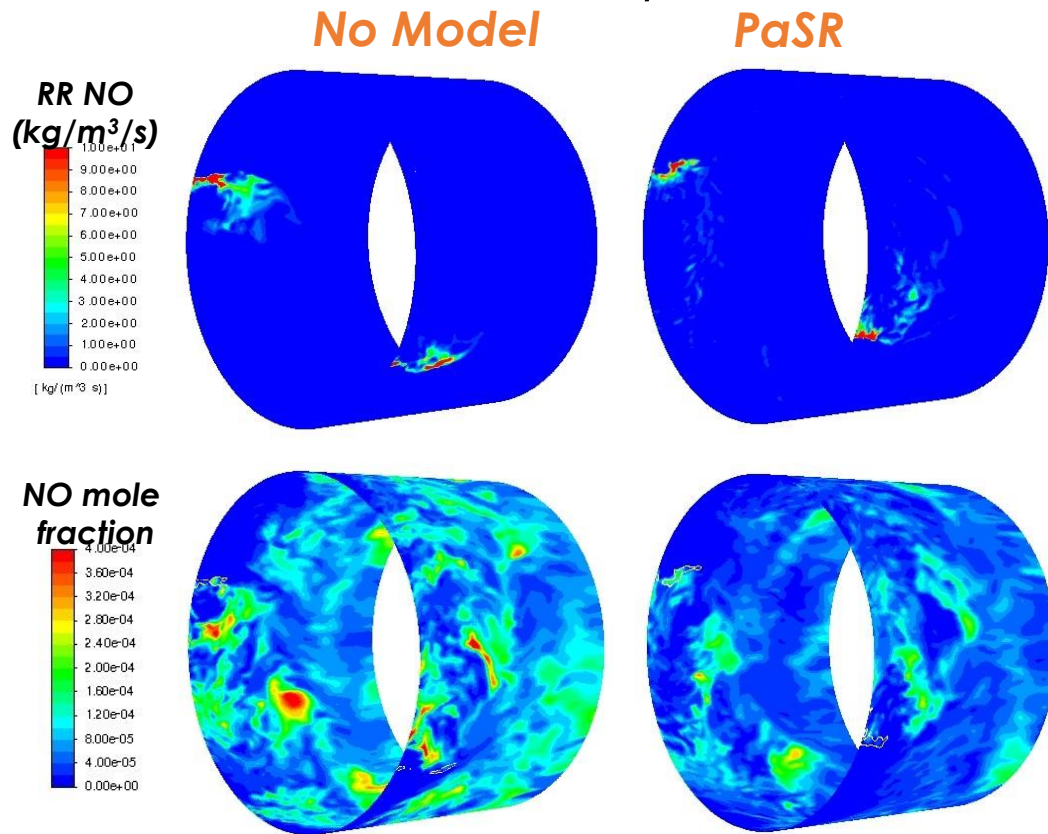 No Model
PaSR
RR NO
(kg/m³/s)
1.00e+01
9.00e+00
8.00e+00
7.00e+00
6.00e+00
5.00e+00
4.00e+00
3.00e+00
2.00e+00
1.00e+00
0.00e+00
[ kg/(m^3 s) ]
NO mole
fraction
4.00e-04
3.60e-04
3.20e-04
2.80e-04
2.40e-04
2.00e-04
1.60e-04
1.20e-04
8.00e-05
4.00e-05
0.00e+00